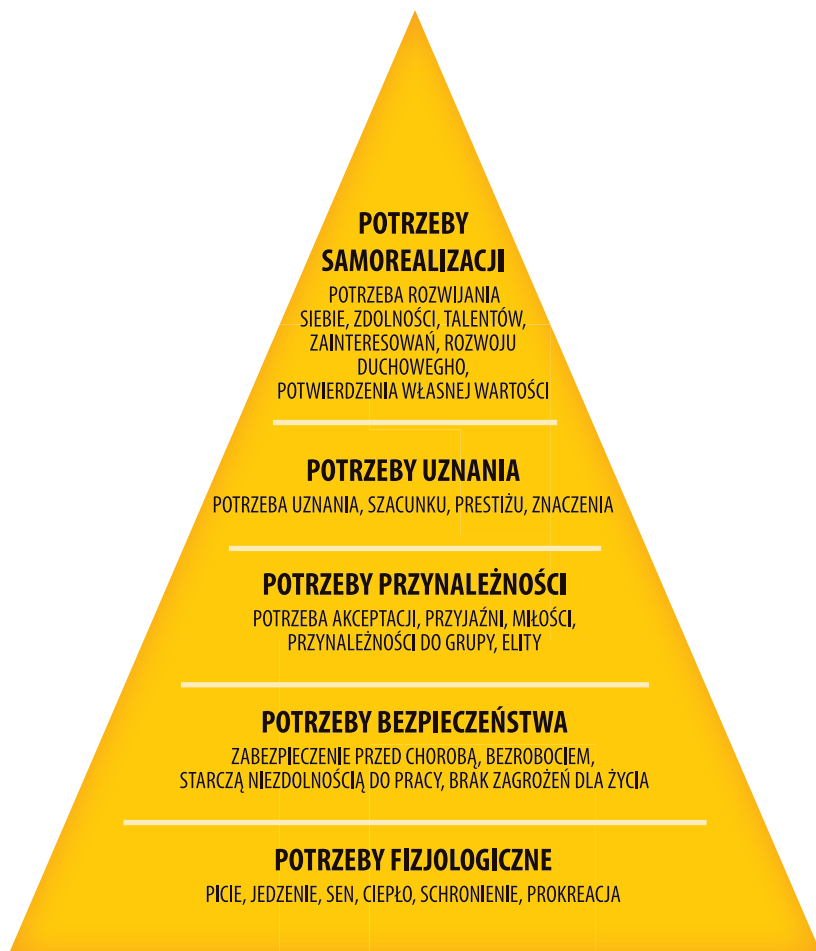 POTRZEBY
SAMOREALIZACJI
POTRZEBA ROZWIJANIA
SIEBIE, ZDOLNOŚCI, TALENTÓW,
ZAINTERESOWAŃ, ROZWOJU
DUCHOWEGHO,
POTWIERDZENIA WŁASNEJ WARTOŚCI
POTRZEBY UZNANIA
POTRZEBA UZNANIA, SZACUNKU, PRESTIŻU, ZNACZENIA
POTRZEBY PRZYNALEŻNOŚCI
POTRZEBA AKCEPTACJI, PRZYJAŹNI, MIŁOŚCI,
PRZYNALEŻNOŚCI DO GRUPY, ELITY
POTRZEBY BEZPIECZEŃSTWA
ZABEZPIECZENIE PRZED CHOROBĄ, BEZROBOCIEM,
STARCZĄ NIEZDOLNOŚCIĄ DO PRACY, BRAK ZAGROŻEŃ DLA ŻYCIA
POTRZEBY FIZJOLOGICZNE
PICIE, JEDZENIE, SEN, CIEPŁO, SCHRONIENIE, PROKREACJA